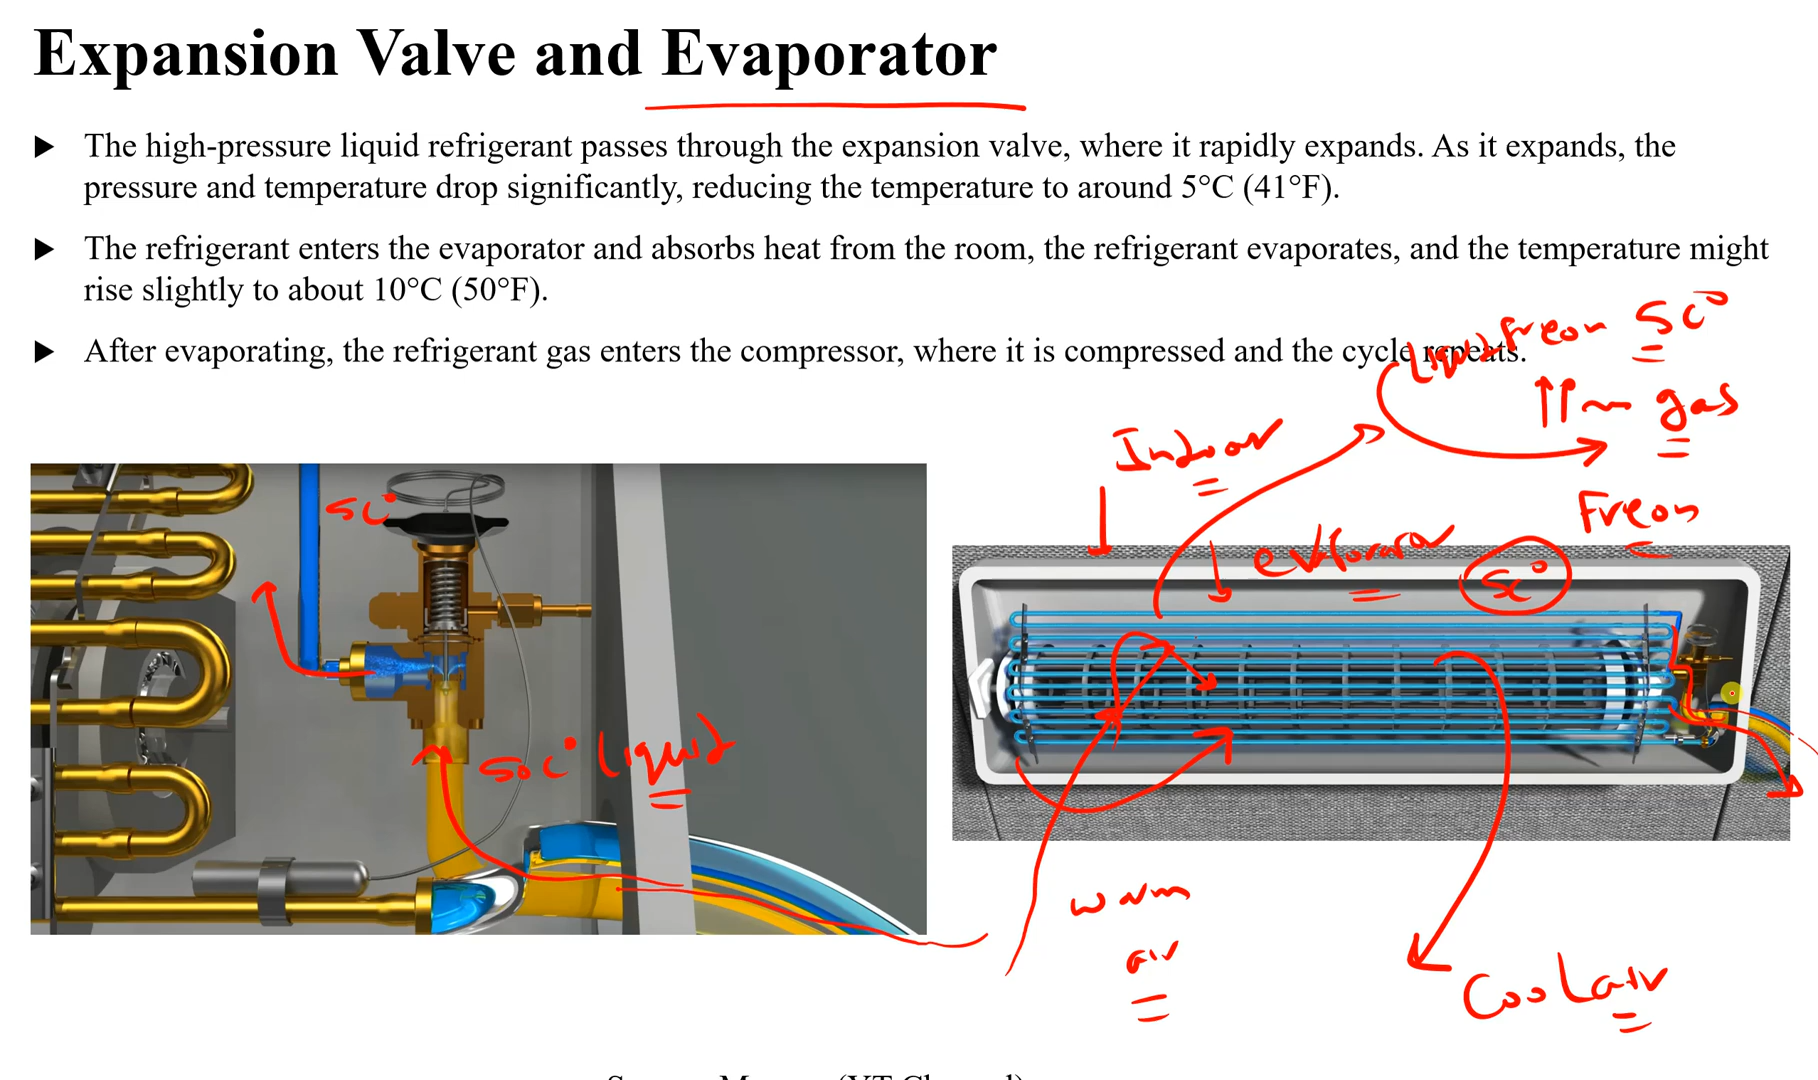 Expansion Valve and Evaporator
The high-pressure liquid refrigerant passes through the expansion valve, where it rapidly expands. As it expands, the
pressure and temperature drop significantly, reducing the temperature to around 5°C (41°F).
The refrigerant enters the evaporator and absorbs heat from the room, the refrigerant evaporates, and the temperature might
rise slightly to about 10°C (50°F).
After evaporating, the refrigerant gas enters the compressor, where it is compressed and the cycle repeats.
Liquid Freon 5C°
gas
Indoor
Freon
evaporator
5C°
5C°
50C° liquid
warm
air
Cool air